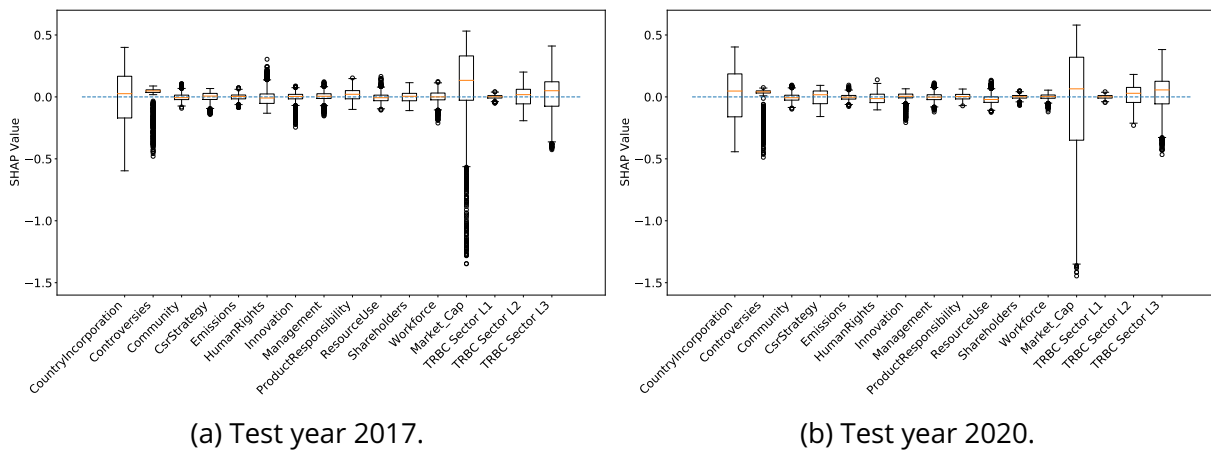 0.5
0.0
−0.5
−1.0
−1.5
SHAP Value
CountryIncorporation
Controversies
Community
CsrStrategy
Emissions
HumanRights
Innovation
Management
ProductResponsibility
ResourceUse
Shareholders
Workforce
Market_Cap
TRBC Sector L1
TRBC Sector L2
TRBC Sector L3
(a) Test year 2017.
0.5
0.0
−0.5
−1.0
−1.5
SHAP Value
CountryIncorporation
Controversies
Community
CsrStrategy
Emissions
HumanRights
Innovation
Management
ProductResponsibility
ResourceUse
Shareholders
Workforce
Market_Cap
TRBC Sector L1
TRBC Sector L2
TRBC Sector L3
(b) Test year 2020.